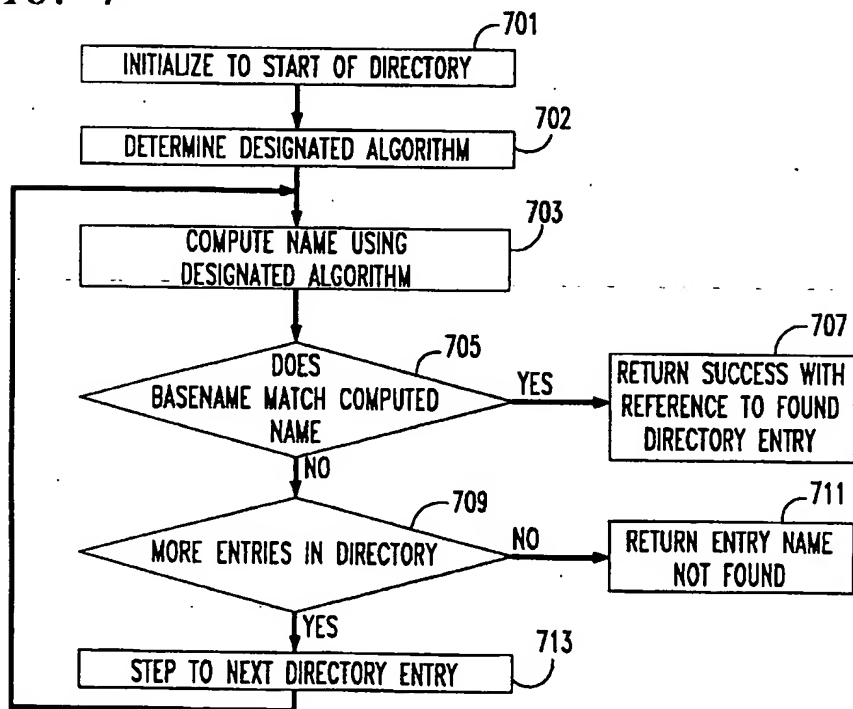 701
INITIALIZE TO START OF DIRECTORY
702
DETERMINE DESIGNATED ALGORITHM
703
COMPUTE NAME USING
DESIGNATED ALGORITHM
705
DOES
BASENAME MATCH COMPUTED
NAME
YES
707
RETURN SUCCESS WITH
REFERENCE TO FOUND
DIRECTORY ENTRY
NO
709
MORE ENTRIES IN DIRECTORY
NO
711
RETURN ENTRY NAME
NOT FOUND
YES
713
STEP TO NEXT DIRECTORY ENTRY